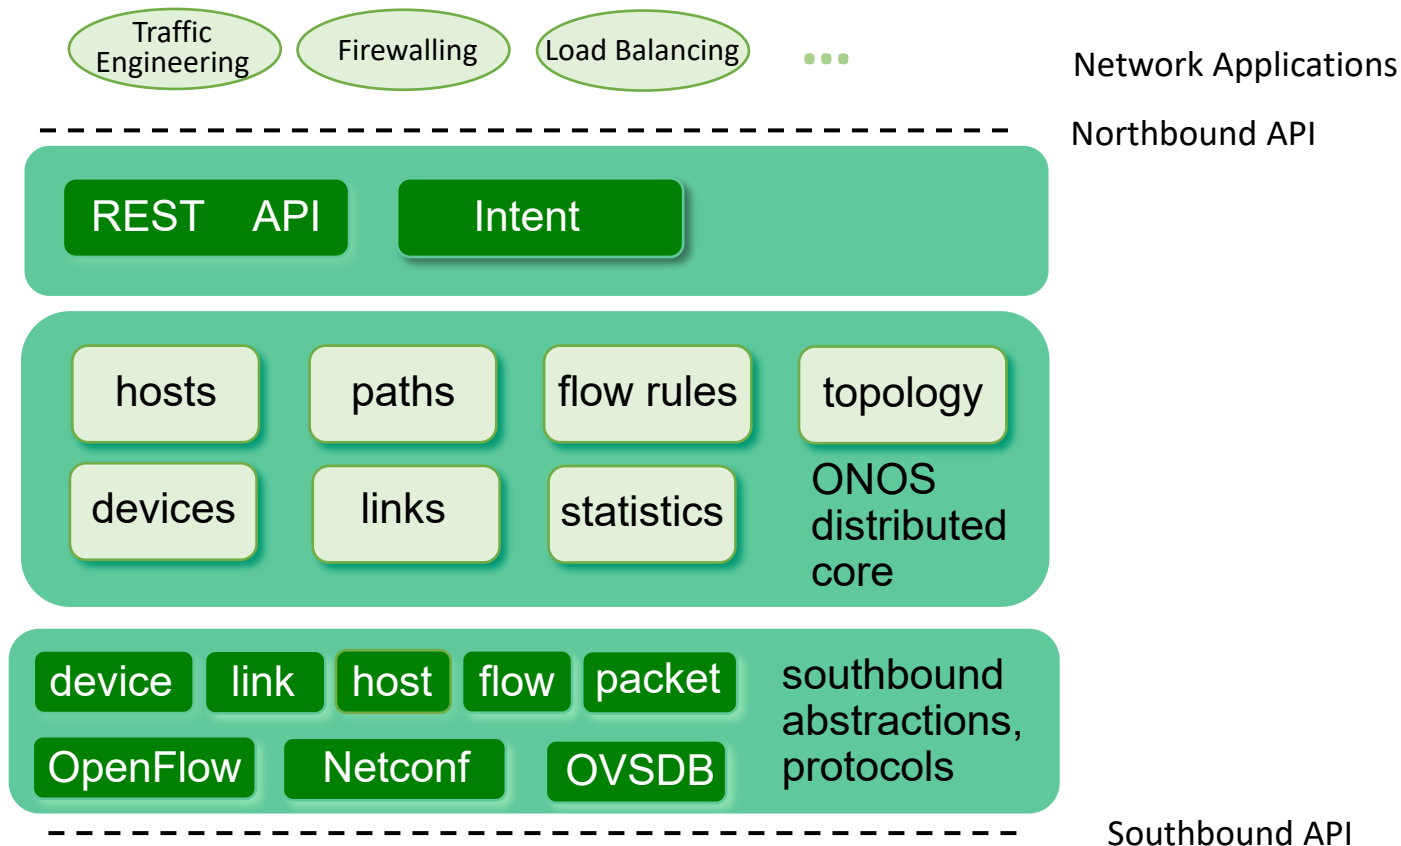 Traffic
Engineering
Firewalling
Load Balancing
...
Network Applications
Northbound API
REST API
Intent
hosts
paths
flow rules
topology
devices
links
statistics
ONOS
distributed
core
device
link
host
flow
packet
southbound
abstractions,
protocols
OpenFlow
Netconf
OVSDB
Southbound API